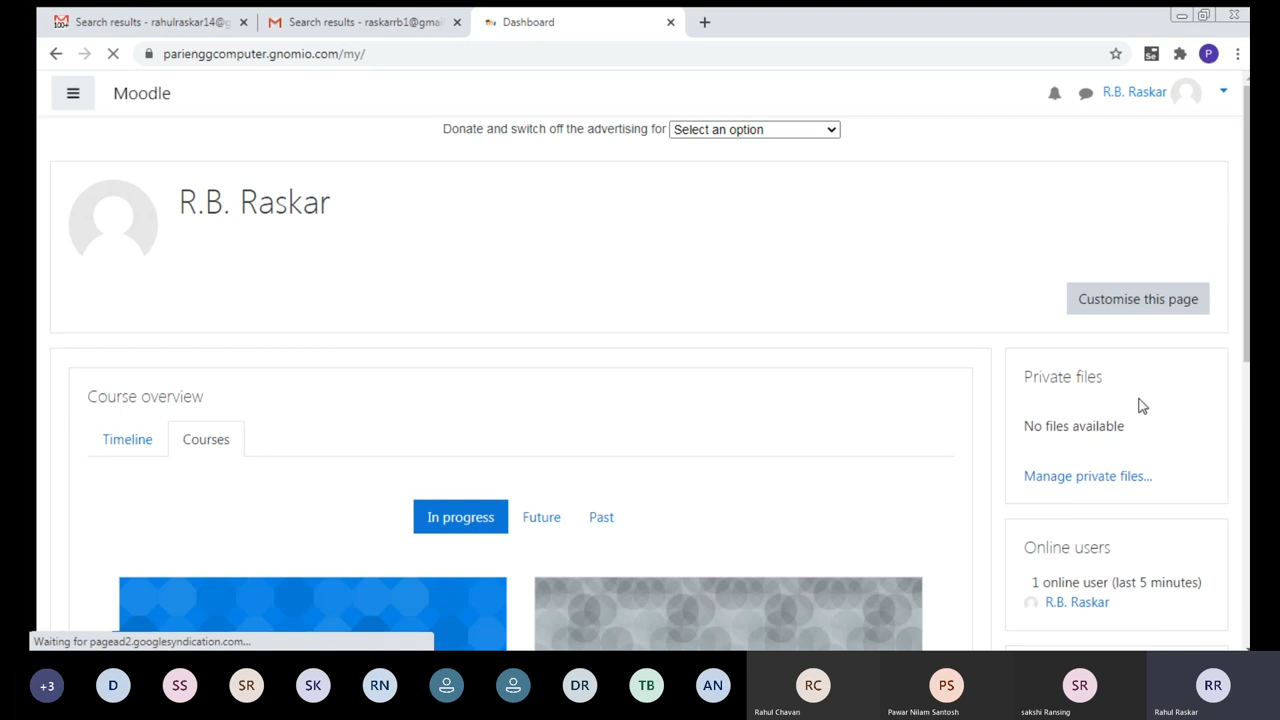 Search results - rahulraskar14@g
Search results - raskarrb1@gmai
Dashboard
parienggcomputer.gnomio.com/my/
Se
P
Moodle
R.B. Raskar
Donate and switch off the advertising for Select an option
R.B. Raskar
Customise this page
Course overview
Timeline
Courses
In progress
Future
Past
Private files
No files available
Manage private files...
Online users
1 online user (last 5 minutes)
R.B. Raskar
Waiting for pagead2.googlesyndication.com...
+3
D
SS
SR
SK
RN
DR
TB
AN
RC
Rahul Chavan
PS
Pawar Nilam Santosh
SR
sakshi Ransing
RR
Rahul Raskar